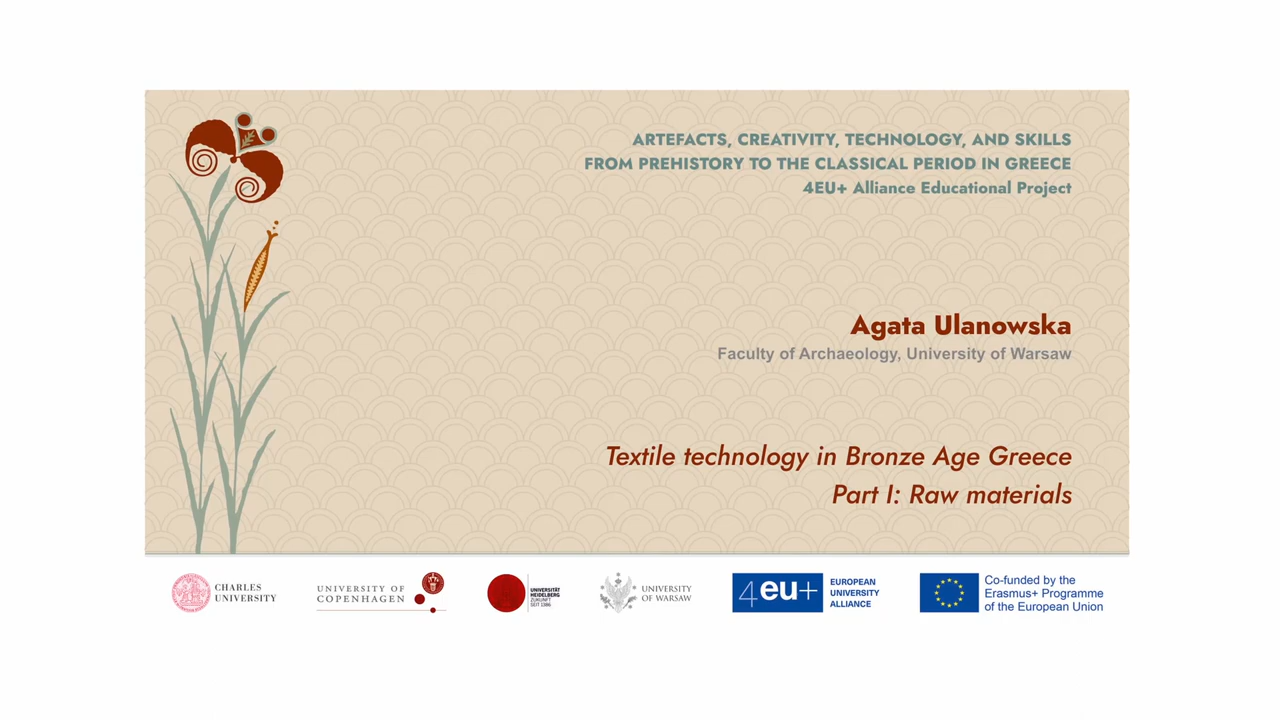 ARTEFACTS, CREATIVITY, TECHNOLOGY, AND SKILLS
FROM PREHISTORY TO THE CLASSICAL PERIOD IN GREECE
4EU+ Alliance Educational Project
Agata Ulanowska
Faculty of Archaeology, University of Warsaw
Textile technology in Bronze Age Greece
Part I: Raw materials
CHARLES
UNIVERSITY
UNIVERSITY OF
COPENHAGEN
UNIVERSITÄT
HEIDELBERG
ZUKUNFT
SEIT 1386
UNIVERSITY
OF WARSAW
4eu+
EUROPEAN
UNIVERSITY
ALLIANCE
Co-funded by the
Erasmus+ Programme
of the European Union